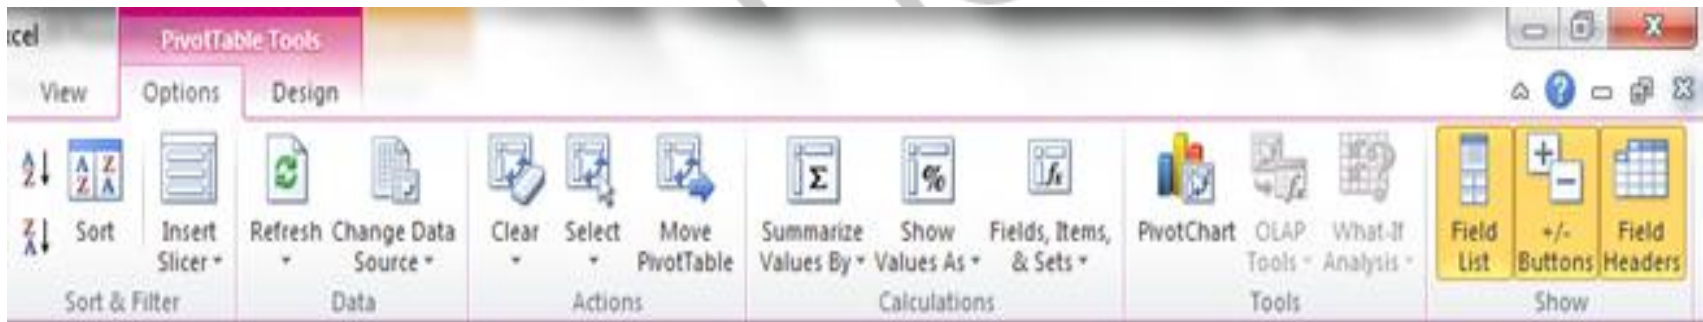 xcel PivotTable Tools
View Options Design
Sort
Insert Slicer
Refresh
Change Data Source
Clear
Select
Move PivotTable
Summarize Values By
Show Values As
Fields, Items, & Sets
PivotChart
OLAP Tools
What-If Analysis
Field List
+/- Buttons
Field Headers
Sort & Filter Data Actions Calculations Tools Show